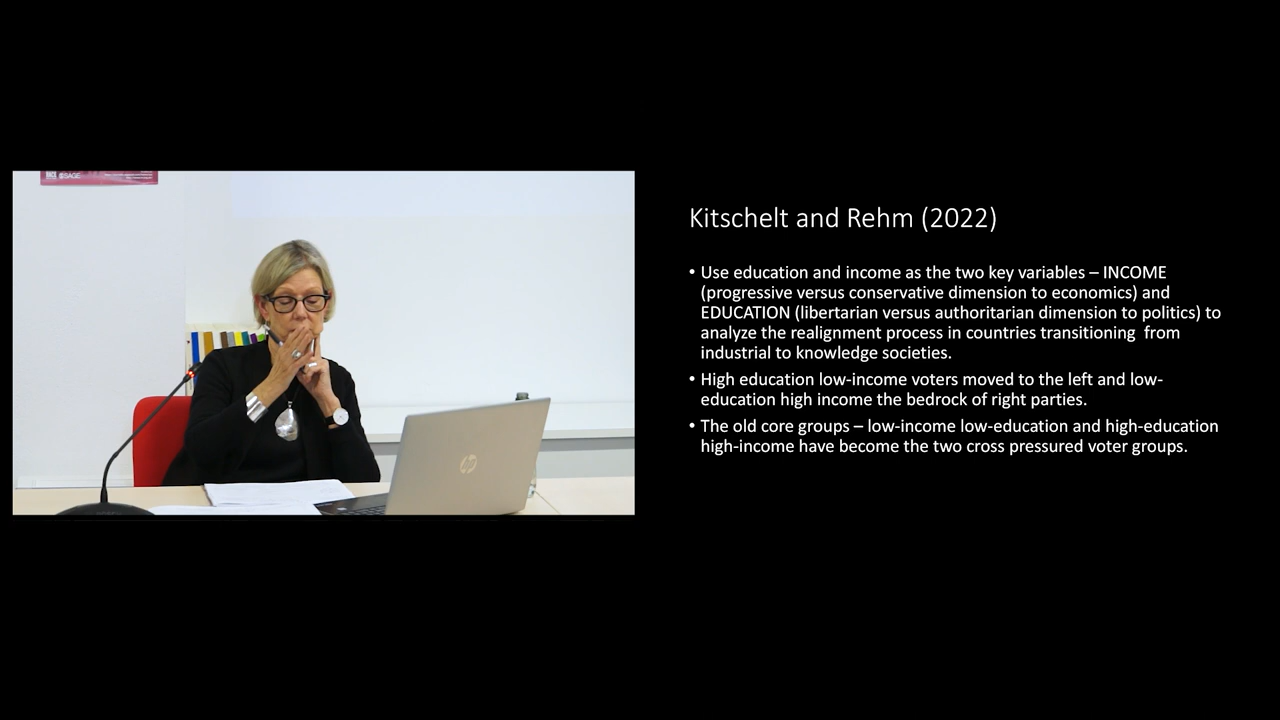 RACE SAGE
Kitschelt and Rehm (2022)
• Use education and income as the two key variables – INCOME
(progressive versus conservative dimension to economics) and
EDUCATION (libertarian versus authoritarian dimension to politics) to
analyze the realignment process in countries transitioning from
industrial to knowledge societies.
• High education low-income voters moved to the left and low-
education high income the bedrock of right parties.
• The old core groups – low-income low-education and high-education
high-income have become the two cross pressured voter groups.
hp